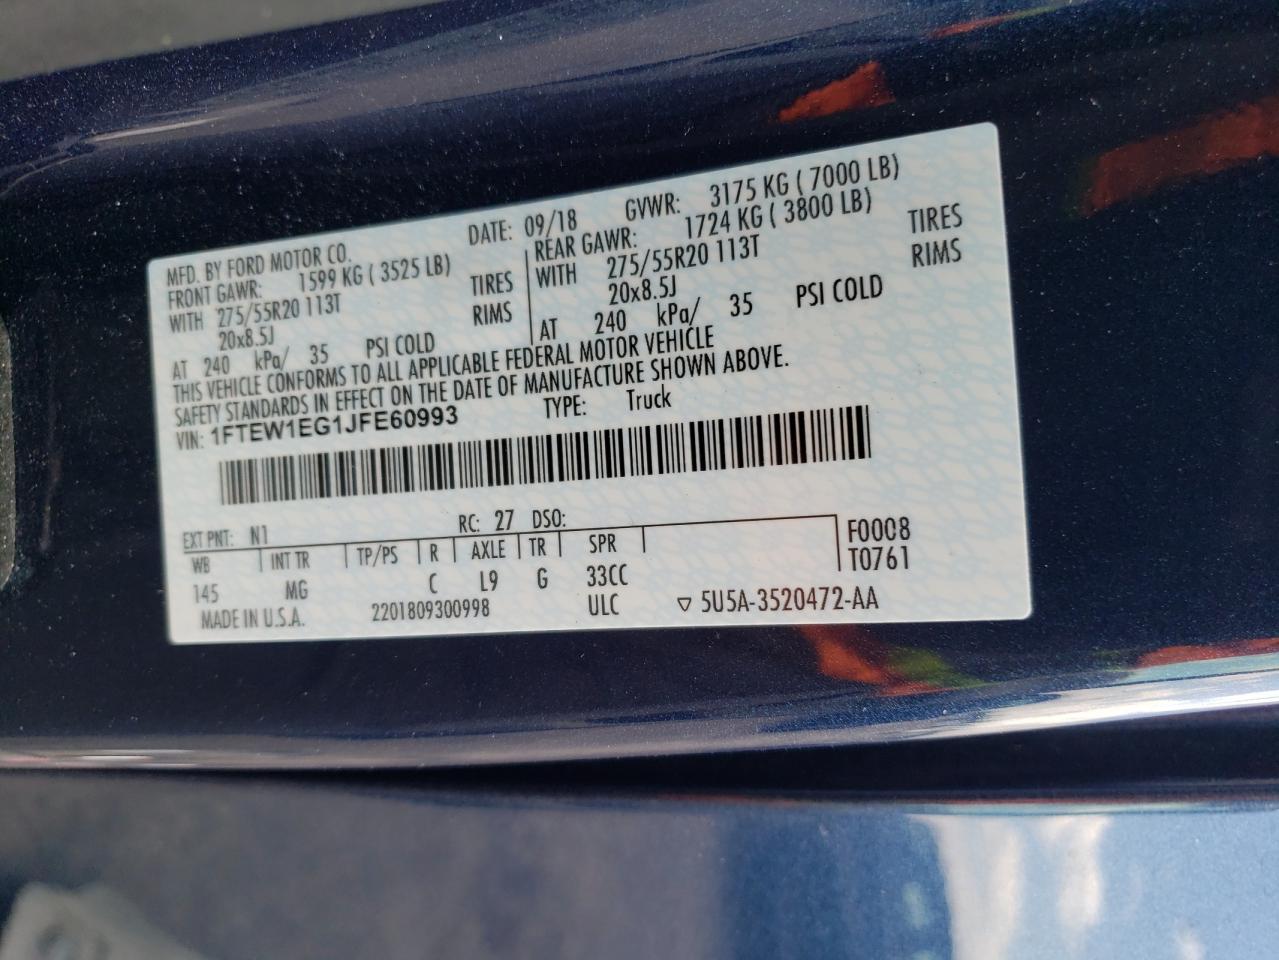 MFD. BY FORD MOTOR CO.
DATE: 09/18 GVWR: 3175 KG ( 7000 LB)
FRONT GAWR: 1599 KG ( 3525 LB)
WITH 275/55R20 113T TIRES
20x8.5J RIMS
AT 240 kPa/ 35 PSI COLD
REAR GAWR: 1724 KG ( 3800 LB)
WITH 275/55R20 113T TIRES
20x8.5J RIMS
AT 240 kPa/ 35 PSI COLD
THIS VEHICLE CONFORMS TO ALL APPLICABLE FEDERAL MOTOR VEHICLE
SAFETY STANDARDS IN EFFECT ON THE DATE OF MANUFACTURE SHOWN ABOVE.
VIN: 1FTEW1EG1JFE60993 TYPE: Truck
EXT PNT: N1 RC: 27 DSO:
WB INT TR TP/PS R AXLE TR SPR F0008
145 MG C L9 G 33CC T0761
MADE IN U.S.A. 2201809300998 ULC ▽ 5U5A-3520472-AA